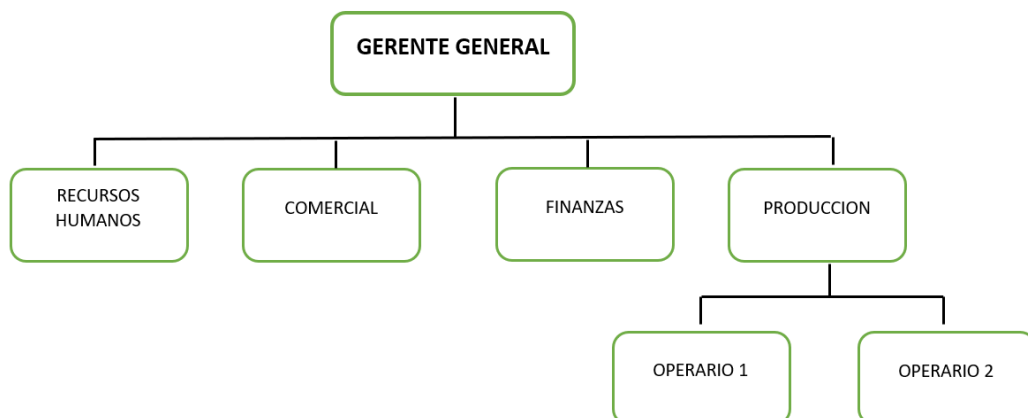 GERENTE GENERAL
RECURSOS
HUMANOS
COMERCIAL
FINANZAS
PRODUCCION
OPERARIO 1
OPERARIO 2